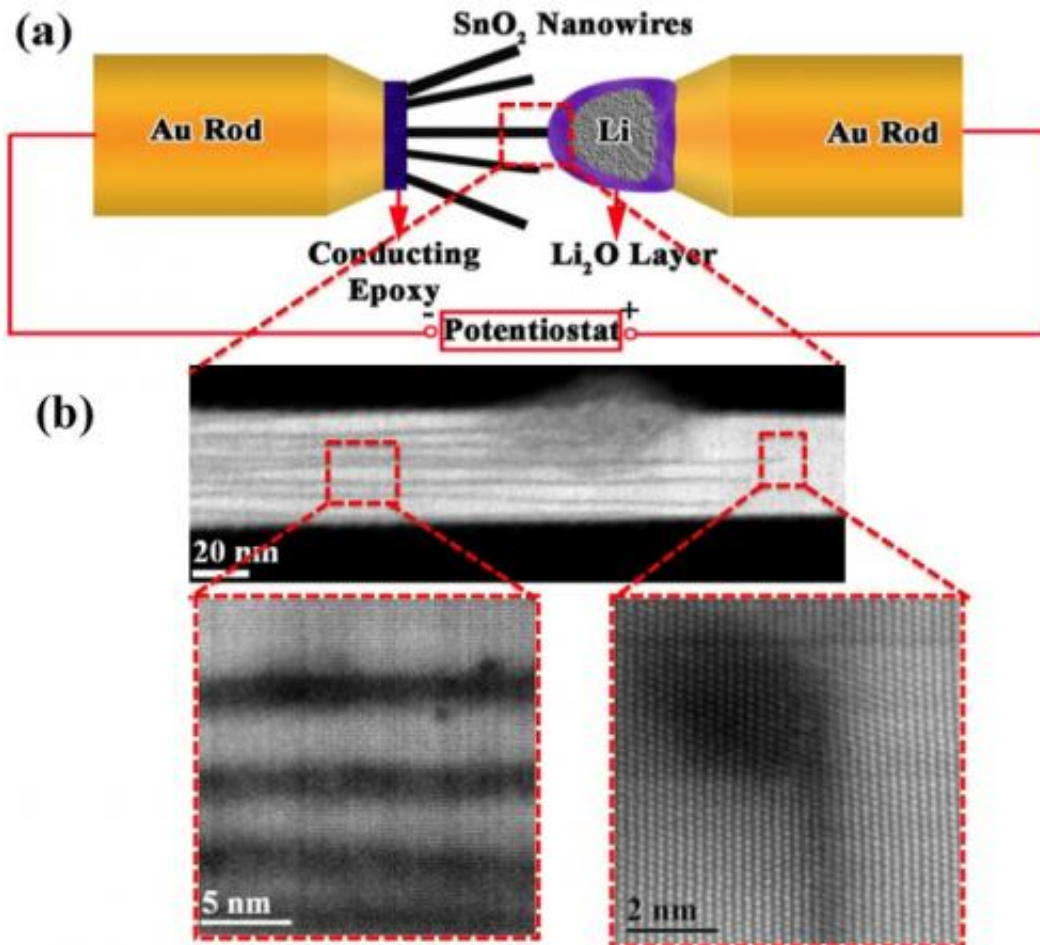 (a)
SnO₂ Nanowires
Au Rod
Li
Au Rod
Conducting
Epoxy
Li₂O Layer
- Potentiostat +
(b)
20 nm
5 nm
2 nm